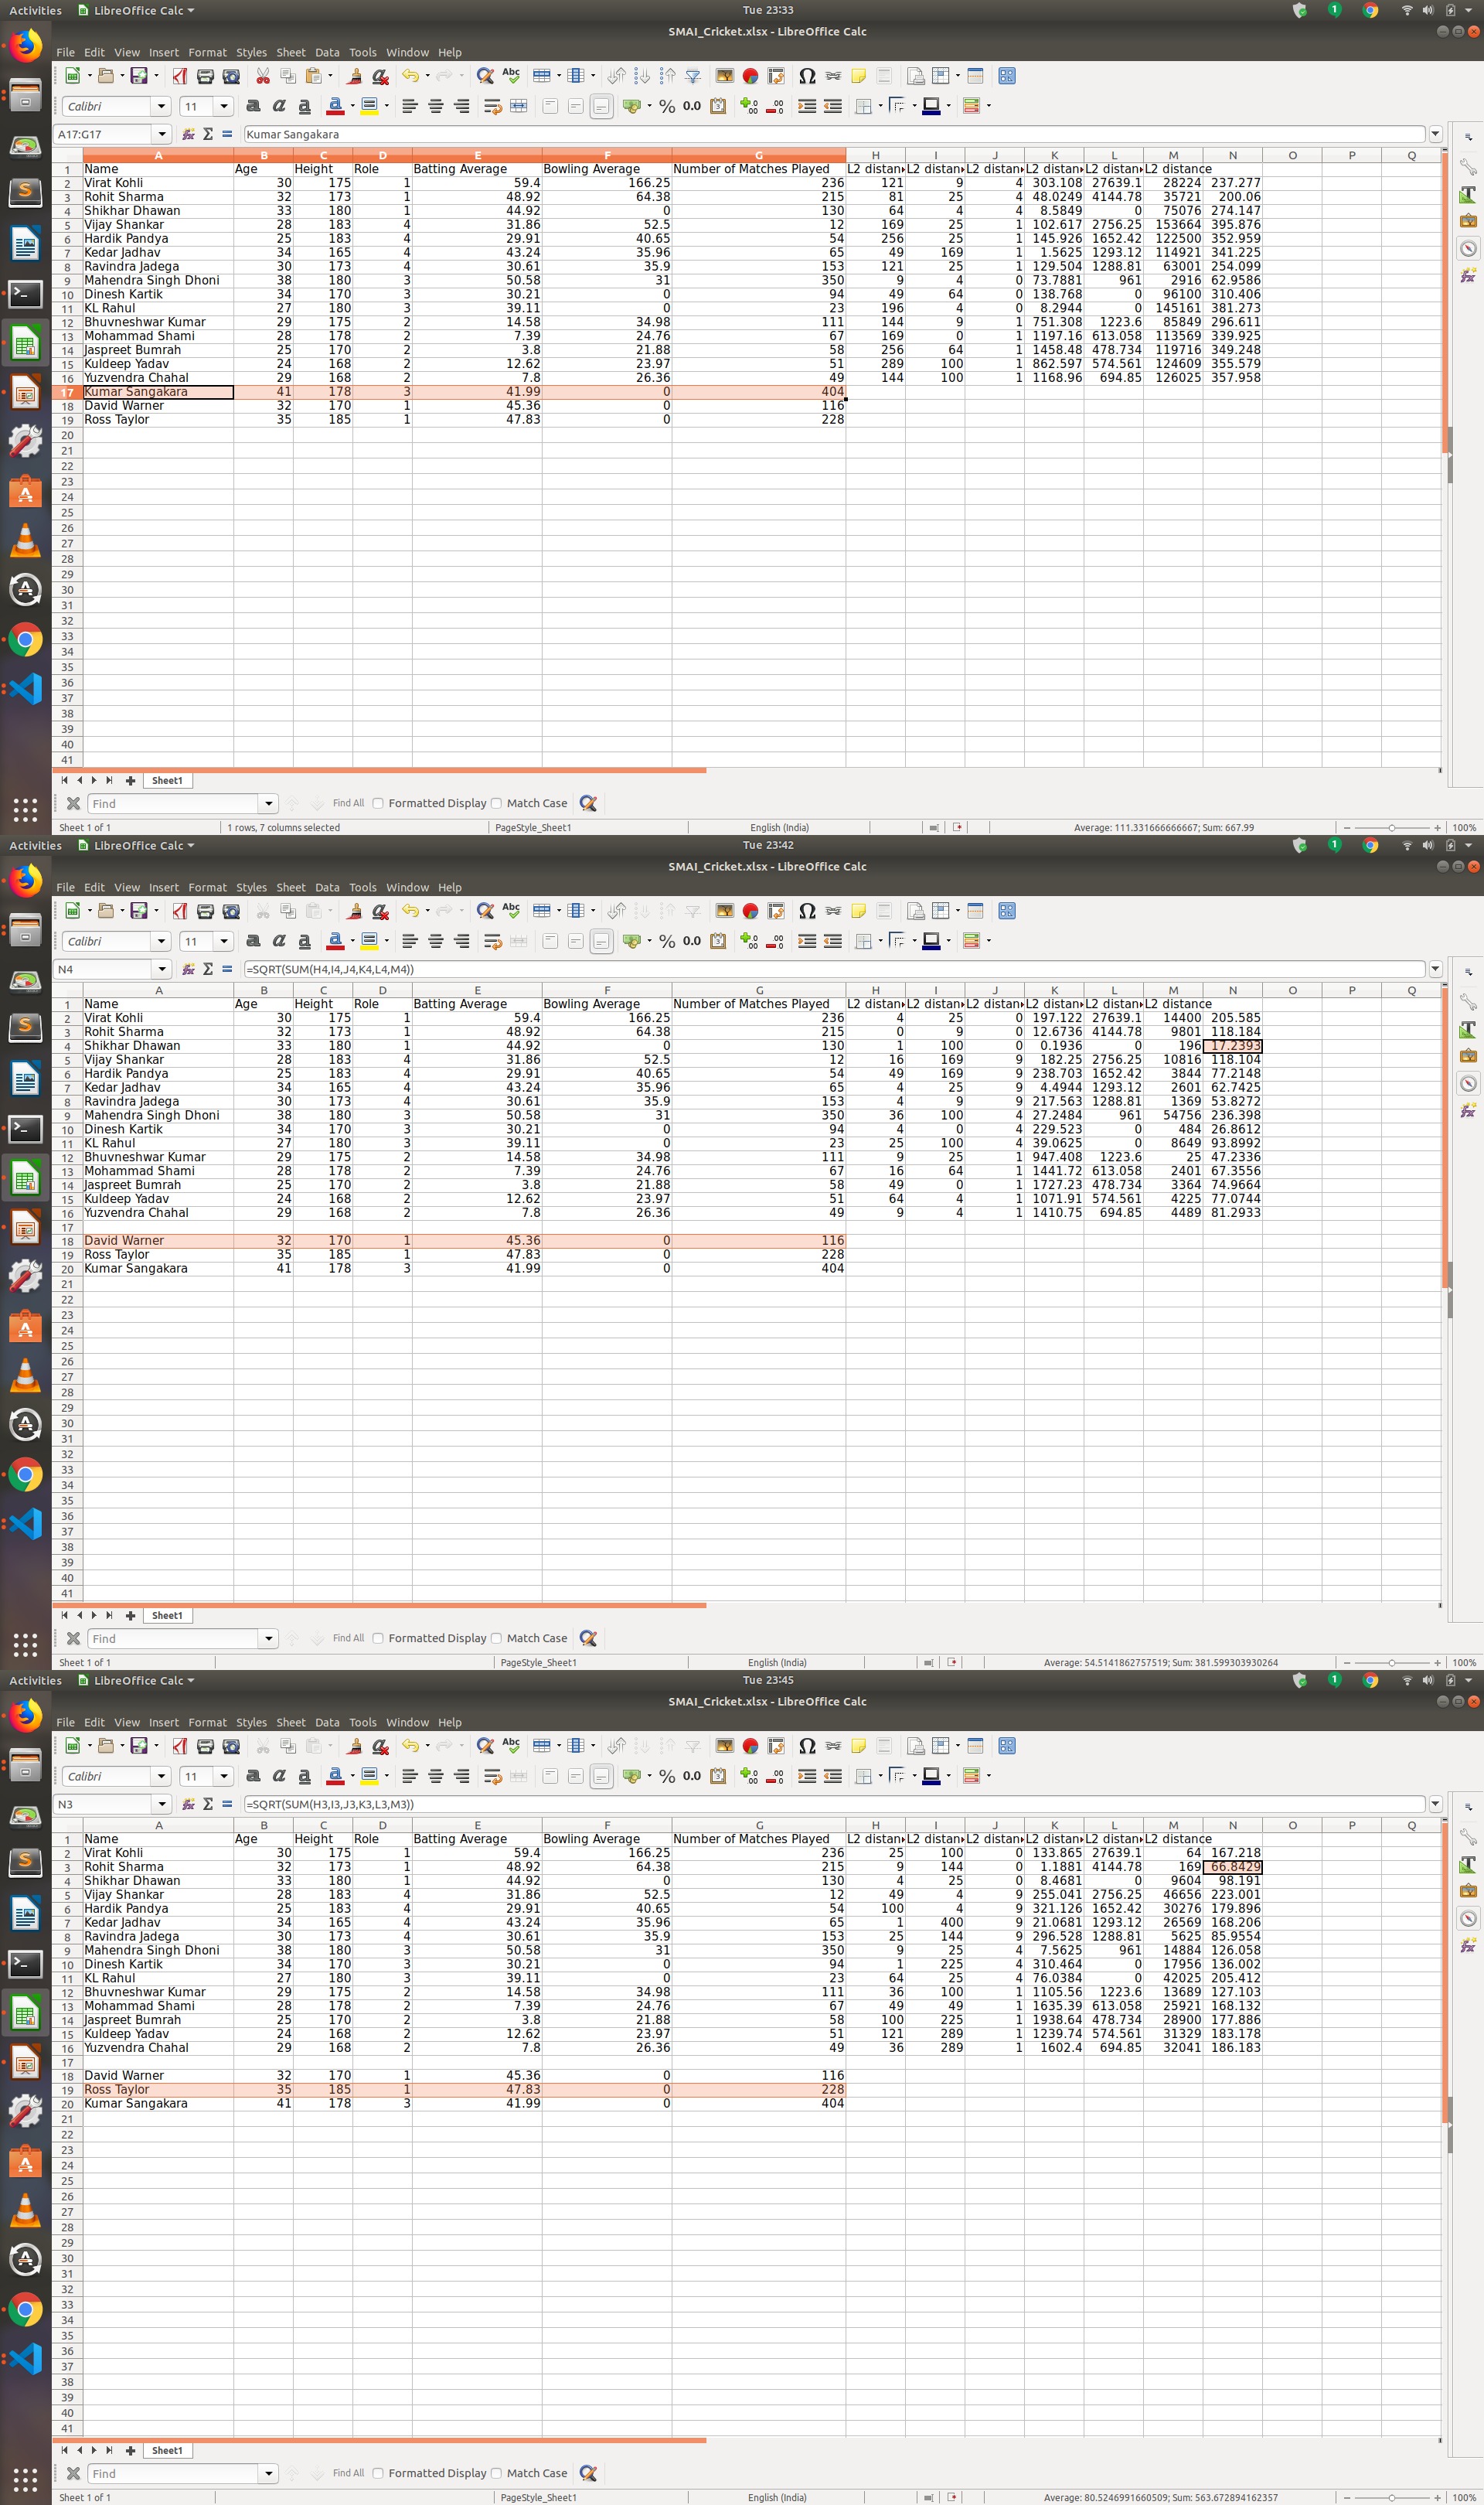 Activities LibreOffice Calc Tue 23:33 1
SMAI_Cricket.xlsx - LibreOffice Calc
File Edit View Insert Format Styles Sheet Data Tools Window Help
Calibri 11 a a a a % 0.0
A17:G17 Σ = Kumar Sangakara
A B C D E F G H I J K L M N O P Q
1 Name Age Height Role Batting Average Bowling Average Number of Matches Played L2 distan L2 distan L2 distan L2 distan L2 distan L2 distance
2 Virat Kohli 30 175 1 59.4 166.25 236 121 9 4 303.108 27639.1 28224 237.277
3 Rohit Sharma 32 173 1 48.92 64.38 215 81 25 4 48.0249 4144.78 35721 200.06
4 Shikhar Dhawan 33 180 1 44.92 0 130 64 4 4 8.5849 0 75076 274.147
5 Vijay Shankar 28 183 4 31.86 52.5 12 169 25 1 102.617 2756.25 153664 395.876
6 Hardik Pandya 25 183 4 29.91 40.65 54 256 25 1 145.926 1652.42 122500 352.959
7 Kedar Jadhav 34 165 4 43.24 35.96 65 49 169 1 1.5625 1293.12 114921 341.225
8 Ravindra Jadega 30 173 4 30.61 35.9 153 121 25 1 129.504 1288.81 63001 254.099
9 Mahendra Singh Dhoni 38 180 3 50.58 31 350 9 4 0 73.7881 961 2916 62.9586
10 Dinesh Kartik 34 170 3 30.21 0 94 49 64 0 138.768 0 96100 310.406
11 KL Rahul 27 180 3 39.11 0 23 196 4 0 8.2944 0 145161 381.273
12 Bhuvneshwar Kumar 29 175 2 14.58 34.98 111 144 9 1 751.308 1223.6 85849 296.611
13 Mohammad Shami 28 178 2 7.39 24.76 67 169 0 1 1197.16 613.058 113569 339.925
14 Jaspreet Bumrah 25 170 2 3.8 21.88 58 256 64 1 1458.48 478.734 119716 349.248
15 Kuldeep Yadav 24 168 2 12.62 23.97 51 289 100 1 862.597 574.561 124609 355.579
16 Yuzvendra Chahal 29 168 2 7.8 26.36 49 144 100 1 1168.96 694.85 126025 357.958
17 Kumar Sangakara 41 178 3 41.99 0 404
18 David Warner 32 170 1 45.36 0 116
19 Ross Taylor 35 185 1 47.83 0 228
20
21
22
23
24
25
26
27
28
29
30
31
32
33
34
35
36
37
38
39
40
41
Sheet1
Find Find All Formatted Display Match Case
Sheet 1 of 1 1 rows, 7 columns selected PageStyle_Sheet1 English (India) Average: 111.331666666667; Sum: 667.99 100%
Activities LibreOffice Calc Tue 23:42 1
SMAI_Cricket.xlsx - LibreOffice Calc
File Edit View Insert Format Styles Sheet Data Tools Window Help
Calibri 11 a a a a % 0.0
N4 Σ = =SQRT(SUM(H4,I4,J4,K4,L4,M4))
A B C D E F G H I J K L M N O P Q
1 Name Age Height Role Batting Average Bowling Average Number of Matches Played L2 distan L2 distan L2 distan L2 distan L2 distan L2 distance
2 Virat Kohli 30 175 1 59.4 166.25 236 4 25 0 197.122 27639.1 14400 205.585
3 Rohit Sharma 32 173 1 48.92 64.38 215 0 9 0 12.6736 4144.78 9801 118.184
4 Shikhar Dhawan 33 180 1 44.92 0 130 1 100 0 0.1936 0 196 17.2393
5 Vijay Shankar 28 183 4 31.86 52.5 12 16 169 9 182.25 2756.25 10816 118.104
6 Hardik Pandya 25 183 4 29.91 40.65 54 49 169 9 238.703 1652.42 3844 77.2148
7 Kedar Jadhav 34 165 4 43.24 35.96 65 4 25 9 4.4944 1293.12 2601 62.7425
8 Ravindra Jadega 30 173 4 30.61 35.9 153 4 9 9 217.563 1288.81 1369 53.8272
9 Mahendra Singh Dhoni 38 180 3 50.58 31 350 36 100 4 27.2484 961 54756 236.398
10 Dinesh Kartik 34 170 3 30.21 0 94 4 0 4 229.523 0 484 26.8612
11 KL Rahul 27 180 3 39.11 0 23 25 100 4 39.0625 0 8649 93.8992
12 Bhuvneshwar Kumar 29 175 2 14.58 34.98 111 9 25 1 947.408 1223.6 25 47.2336
13 Mohammad Shami 28 178 2 7.39 24.76 67 16 64 1 1441.72 613.058 2401 67.3556
14 Jaspreet Bumrah 25 170 2 3.8 21.88 58 49 0 1 1727.23 478.734 3364 74.9664
15 Kuldeep Yadav 24 168 2 12.62 23.97 51 64 4 1 1071.91 574.561 4225 77.0744
16 Yuzvendra Chahal 29 168 2 7.8 26.36 49 9 4 1 1410.75 694.85 4489 81.2933
17
18 David Warner 32 170 1 45.36 0 116
19 Ross Taylor 35 185 1 47.83 0 228
20 Kumar Sangakara 41 178 3 41.99 0 404
21
22
23
24
25
26
27
28
29
30
31
32
33
34
35
36
37
38
39
40
41
Sheet1
Find Find All Formatted Display Match Case
Sheet 1 of 1 PageStyle_Sheet1 English (India) Average: 54.5141862757519; Sum: 381.599303930264 100%
Activities LibreOffice Calc Tue 23:45 1
SMAI_Cricket.xlsx - LibreOffice Calc
File Edit View Insert Format Styles Sheet Data Tools Window Help
Calibri 11 a a a a % 0.0
N3 Σ = =SQRT(SUM(H3,I3,J3,K3,L3,M3))
A B C D E F G H I J K L M N O P Q
1 Name Age Height Role Batting Average Bowling Average Number of Matches Played L2 distan L2 distan L2 distan L2 distan L2 distan L2 distance
2 Virat Kohli 30 175 1 59.4 166.25 236 25 100 0 133.865 27639.1 64 167.218
3 Rohit Sharma 32 173 1 48.92 64.38 215 9 144 0 1.1881 4144.78 169 66.8429
4 Shikhar Dhawan 33 180 1 44.92 0 130 4 25 0 8.4681 0 9604 98.191
5 Vijay Shankar 28 183 4 31.86 52.5 12 49 4 9 255.041 2756.25 46656 223.001
6 Hardik Pandya 25 183 4 29.91 40.65 54 100 4 9 321.126 1652.42 30276 179.896
7 Kedar Jadhav 34 165 4 43.24 35.96 65 1 400 9 21.0681 1293.12 26569 168.206
8 Ravindra Jadega 30 173 4 30.61 35.9 153 25 144 9 296.528 1288.81 5625 85.9554
9 Mahendra Singh Dhoni 38 180 3 50.58 31 350 9 25 4 7.5625 961 14884 126.058
10 Dinesh Kartik 34 170 3 30.21 0 94 1 225 4 310.464 0 17956 136.002
11 KL Rahul 27 180 3 39.11 0 23 64 25 4 76.0384 0 42025 205.412
12 Bhuvneshwar Kumar 29 175 2 14.58 34.98 111 36 100 1 1105.56 1223.6 13689 127.103
13 Mohammad Shami 28 178 2 7.39 24.76 67 49 49 1 1635.39 613.058 25921 168.132
14 Jaspreet Bumrah 25 170 2 3.8 21.88 58 100 225 1 1938.64 478.734 28900 177.886
15 Kuldeep Yadav 24 168 2 12.62 23.97 51 121 289 1 1239.74 574.561 31329 183.178
16 Yuzvendra Chahal 29 168 2 7.8 26.36 49 36 289 1 1602.4 694.85 32041 186.183
17
18 David Warner 32 170 1 45.36 0 116
19 Ross Taylor 35 185 1 47.83 0 228
20 Kumar Sangakara 41 178 3 41.99 0 404
21
22
23
24
25
26
27
28
29
30
31
32
33
34
35
36
37
38
39
40
41
Sheet1
Find Find All Formatted Display Match Case
Sheet 1 of 1 PageStyle_Sheet1 English (India) Average: 80.5246991660509; Sum: 563.672894162357 100%